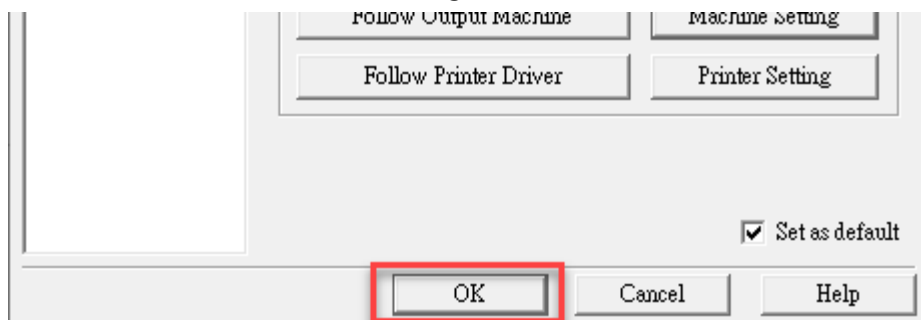 Follow Output Machine Machine Setting
Follow Printer Driver Printer Setting
Set as default
OK Cancel Help